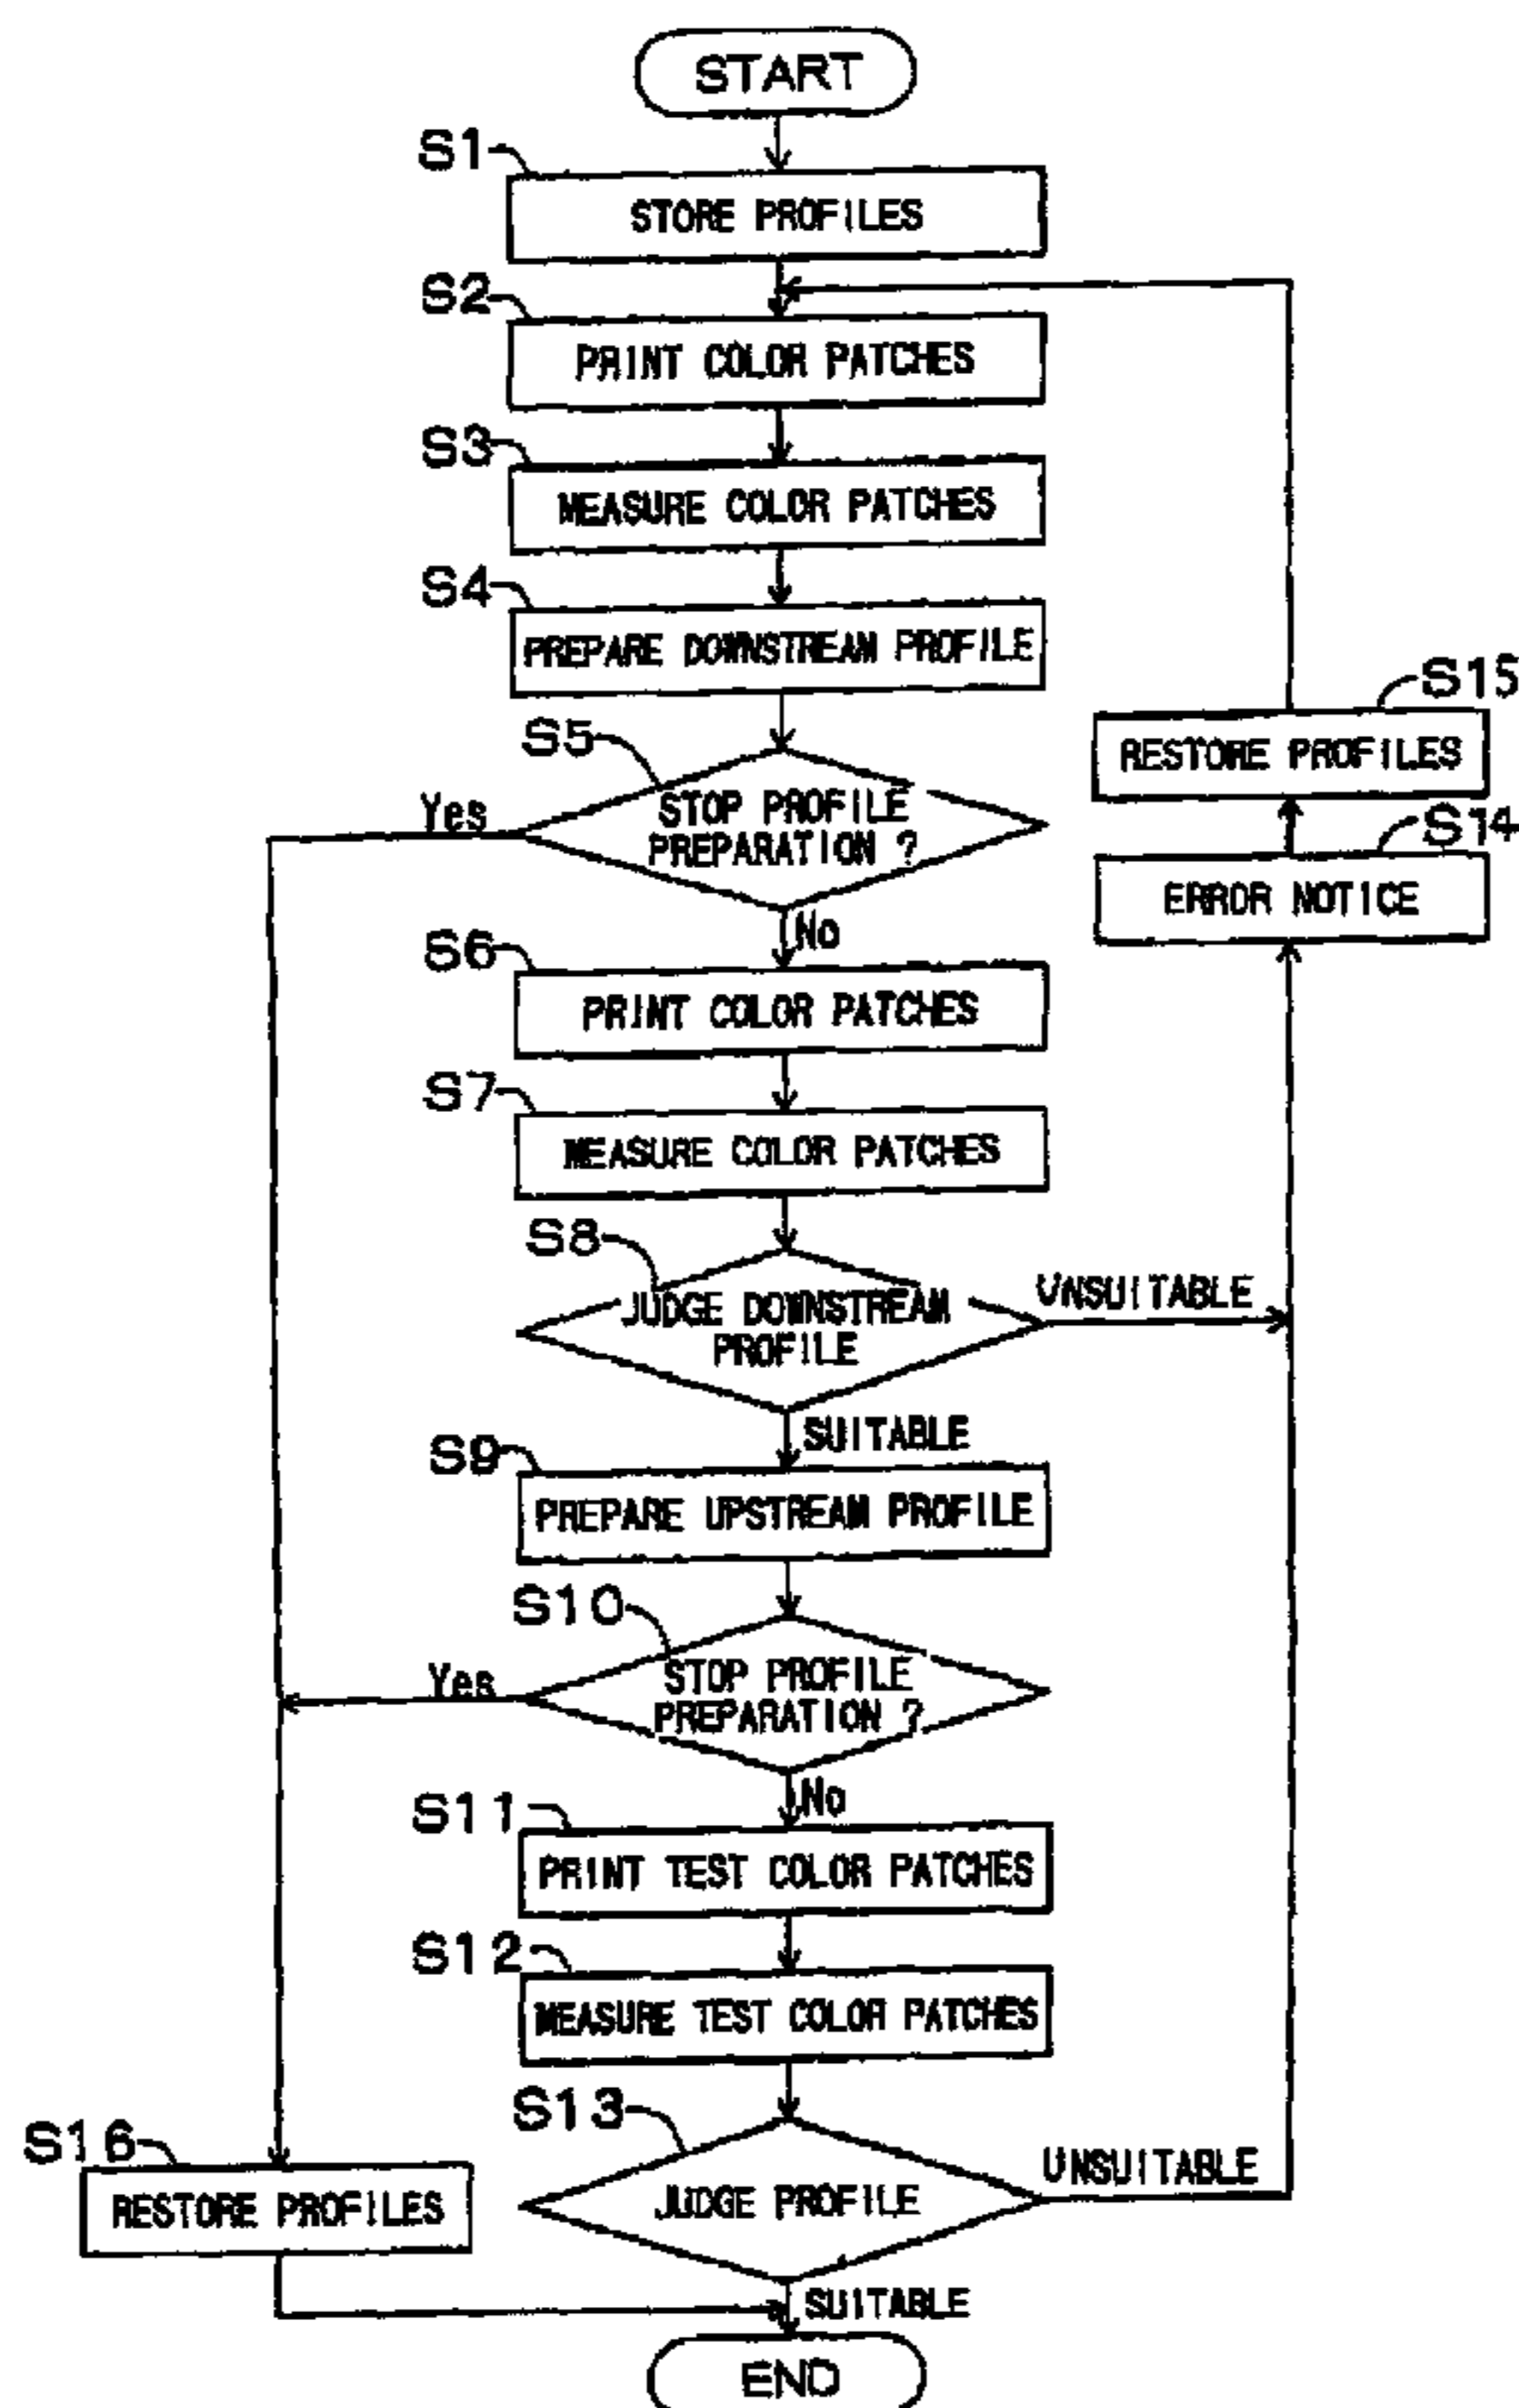 START
S1
STORE PROFILES
S2
PRINT COLOR PATCHES
S3
MEASURE COLOR PATCHES
S4
PREPARE DOWNSTREAM PROFILE
S15
RESTORE PROFILES
S5
STOP PROFILE
PREPARATION ?
Yes
No
S14
ERROR NOTICE
S6
PRINT COLOR PATCHES
S7
MEASURE COLOR PATCHES
S8
JUDGE DOWNSTREAM
PROFILE
UNSUITABLE
SUITABLE
S9
PREPARE UPSTREAM PROFILE
S10
STOP PROFILE
PREPARATION ?
Yes
No
S11
PRINT TEST COLOR PATCHES
S12
MEASURE TEST COLOR PATCHES
S13
JUDGE PROFILE
UNSUITABLE
S16
RESTORE PROFILES
SUITABLE
END